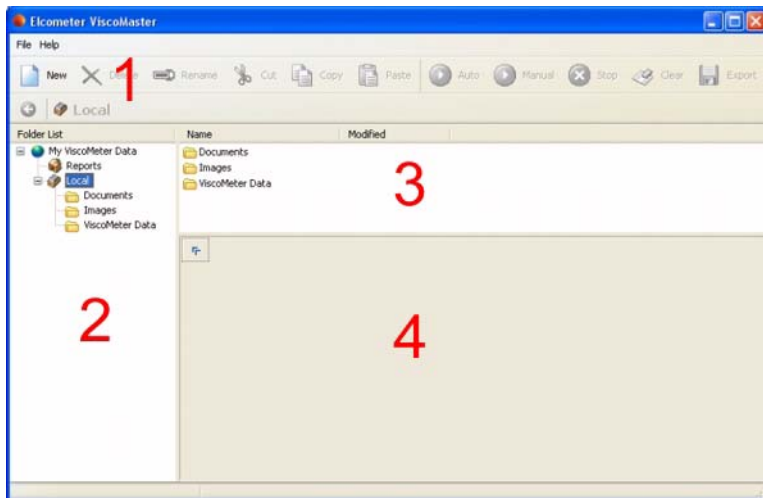 Elcometer ViscoMaster
File Help
New Delete Rename Cut Copy Paste Auto Manual Stop Clear Export
1
Local
Folder List Name Modified
My ViscoMeter Data
Reports
Local
Documents
Images
ViscoMeter Data
2
Documents
Images
ViscoMeter Data
3
4